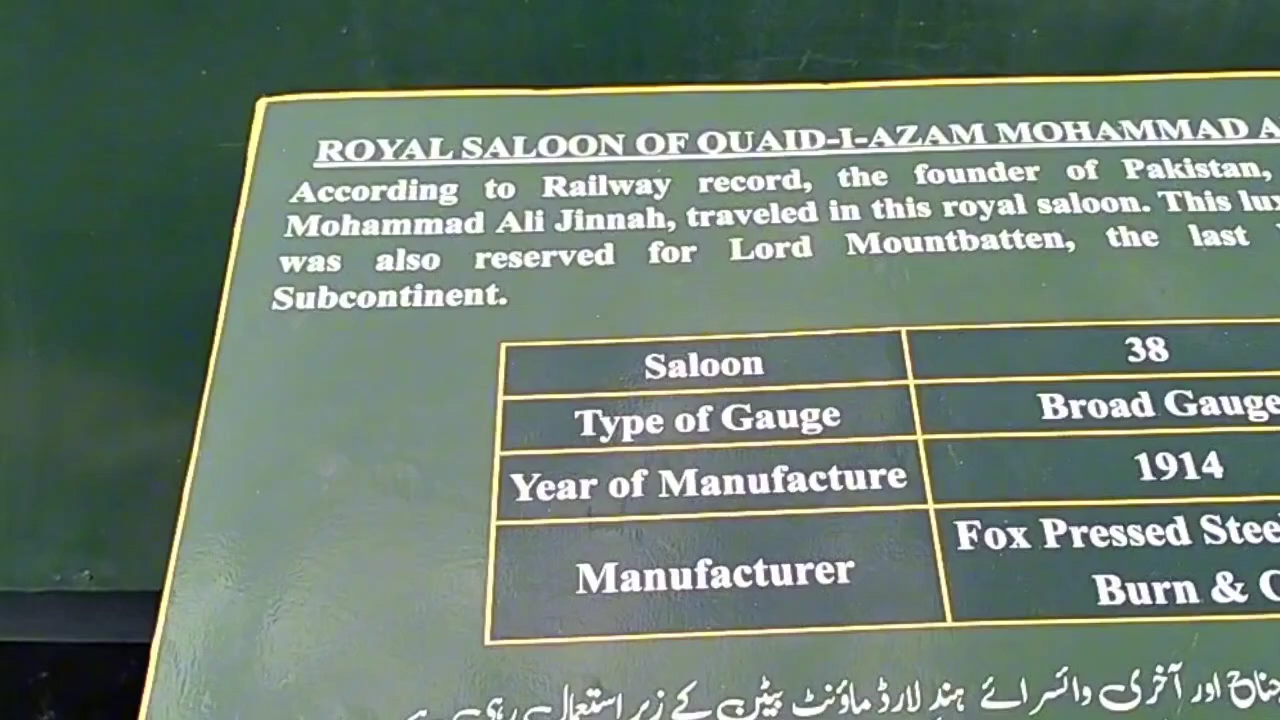 ROYAL SALOON OF QUAID-I-AZAM MOHAMMAD A
According to Railway record, the founder of Pakistan,
Mohammad Ali Jinnah, traveled in this royal saloon. This lux
was also reserved for Lord Mountbatten, the last
Subcontinent.
Saloon 38
Type of Gauge Broad Gauge
Year of Manufacture 1914
Manufacturer Fox Pressed Stee
Burn & C
جناح اور آخری وائسرائے ہند لارڈ ماؤنٹ بیٹن کے زیر استعمال رہی ہے